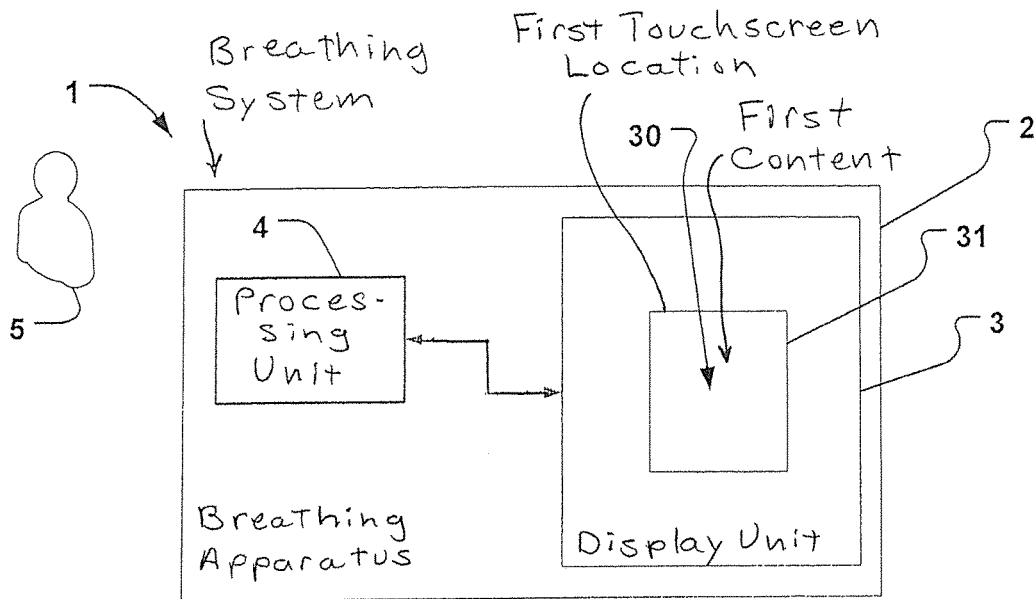 First Touchscreen
Location
Breathing
System
1
30
First
Content
2
4
31
Proces-
sing
Unit
3
5
Breathing
Apparatus
Display Unit